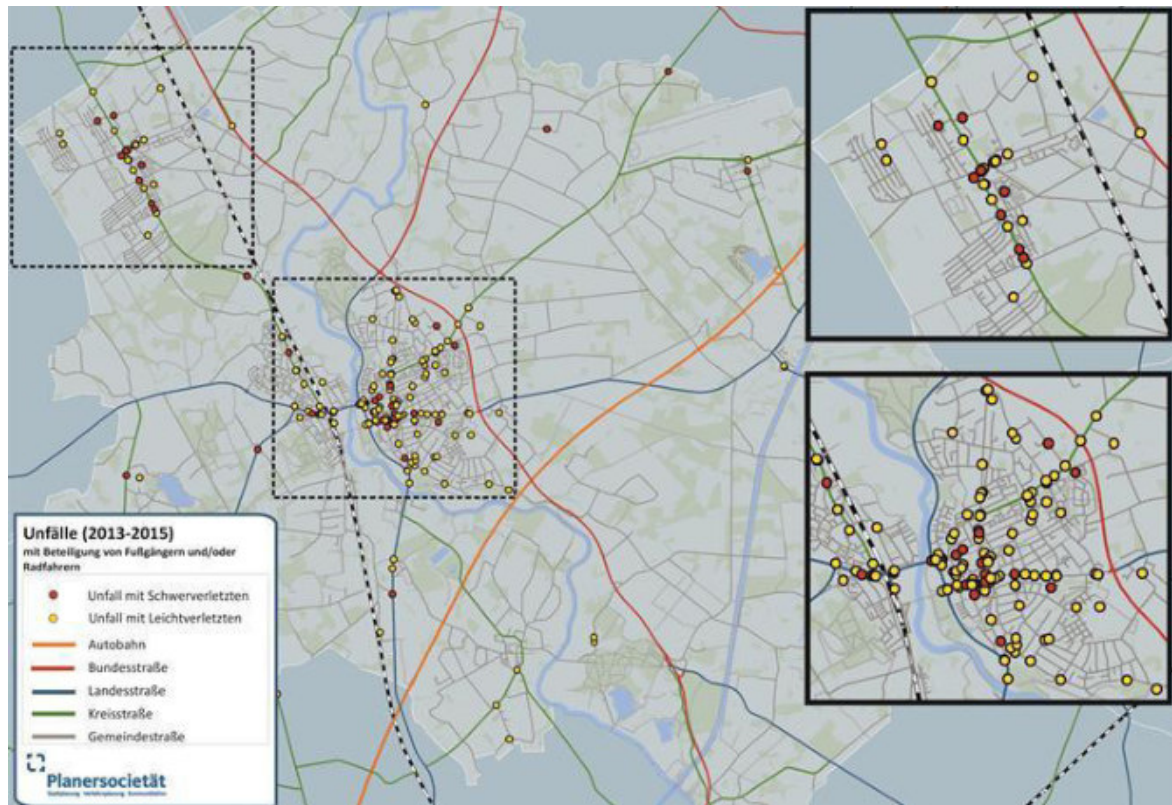 Unfälle (2013-2015)
mit Beteiligung von Fußgängern und/oder
Radfahrern
Unfall mit Schwerverletzten
Unfall mit Leichtverletzten
Autobahn
Bundesstraße
Landesstraße
Kreisstraße
Gemeindestraße
Planersocietät